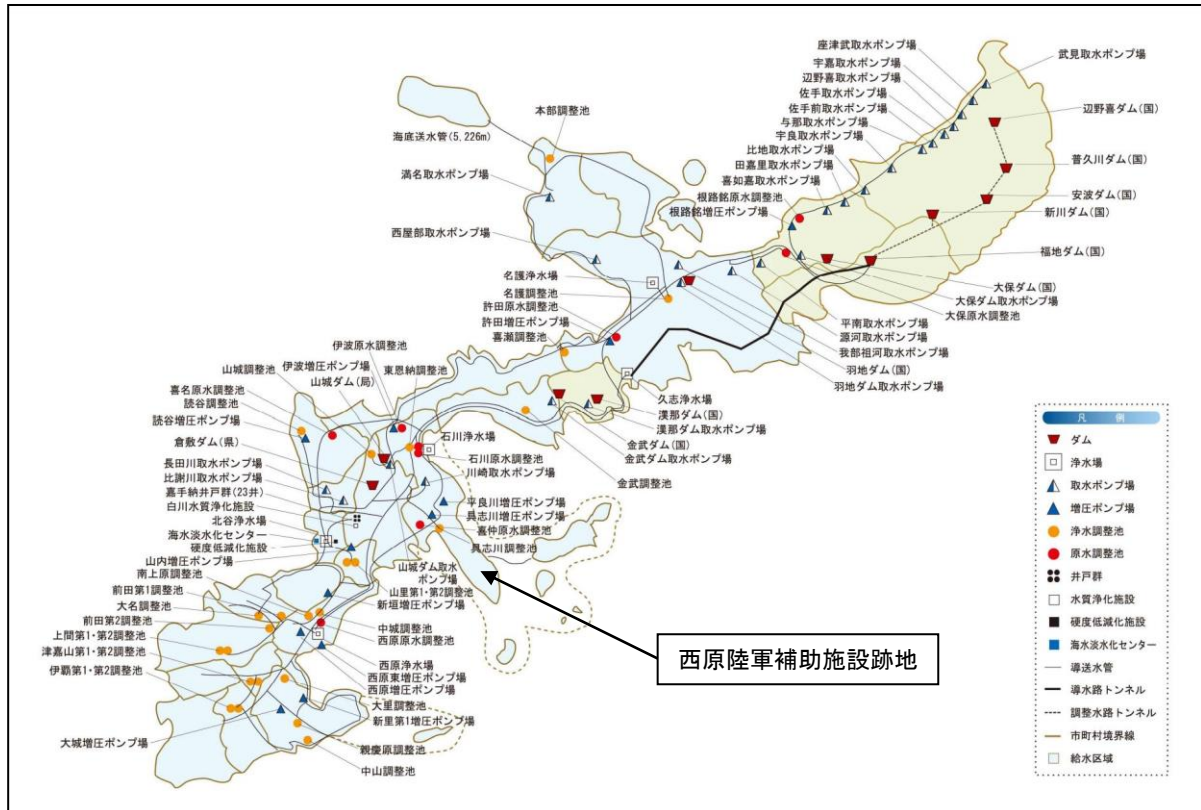 座津武取水ポンプ場
宇嘉取水ポンプ場
辺野喜取水ポンプ場
佐手取水ポンプ場
佐手前取水ポンプ場
与那取水ポンプ場
宇良取水ポンプ場
比地取水ポンプ場
田嘉里取水ポンプ場
喜如嘉取水ポンプ場
根路銘原水調整池
根路銘増圧ポンプ場
武見取水ポンプ場
辺野喜ダム(国)
普久川ダム(国)
安波ダム(国)
新川ダム(国)
福地ダム(国)
大保ダム(国)
大保ダム取水ポンプ場
大保原水調整池
平南取水ポンプ場
源河取水ポンプ場
我部祖河取水ポンプ場
羽地ダム(国)
羽地ダム取水ポンプ場
本部調整池
海底送水管(5,226m)
満名取水ポンプ場
西屋部取水ポンプ場
名護浄水場
名護調整池
許田原水調整池
許田増圧ポンプ場
喜瀬調整池
久志浄水場
漢那ダム(国)
漢那ダム取水ポンプ場
金武ダム(国)
金武ダム取水ポンプ場
金武調整池
伊波原水調整池
東恩納調整池
伊波増圧ポンプ場
山城ダム(局)
山城調整池
喜名原水調整池
読谷調整池
読谷増圧ポンプ場
倉敷ダム(県)
長田川取水ポンプ場
比謝川取水ポンプ場
嘉手納井戸群(23井)
白川水質浄化施設
北谷浄水場
海水淡水化センター
硬度低減化施設
山内増圧ポンプ場
石川浄水場
石川原水調整池
川崎取水ポンプ場
平良川増圧ポンプ場
具志川増圧ポンプ場
喜仲原水調整池
具志川調整池
山城ダム取水
ポンプ場
山里第1・第2調整池
新垣増圧ポンプ場
南上原調整池
前田第1調整池
大名調整池
前田第2調整池
上間第1・第2調整池
津嘉山第1・第2調整池
伊覇第1・第2調整池
大城増圧ポンプ場
中城調整池
西原原水調整池
西原浄水場
西原東増圧ポンプ場
西原増圧ポンプ場
大里調整池
新里第1増圧ポンプ場
親慶原調整池
中山調整池
西原陸軍補助施設跡地
凡例
ダム
浄水場
取水ポンプ場
増圧ポンプ場
浄水調整池
原水調整池
井戸群
水質浄化施設
硬度低減化施設
海水淡水化センター
導送水管
導水路トンネル
調整水路トンネル
市町村境界線
給水区域